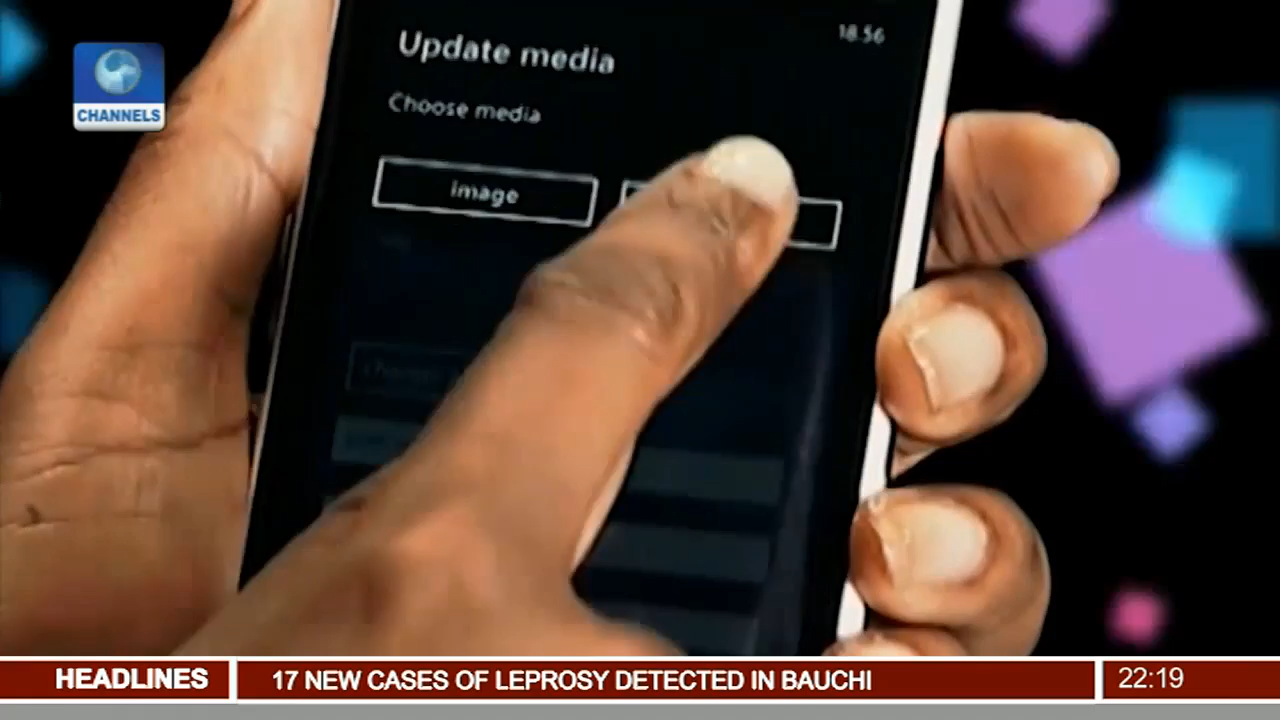 18:56
Update media
CHANNELS
Choose media
image
HEADLINES
17 NEW CASES OF LEPROSY DETECTED IN BAUCHI
22:19